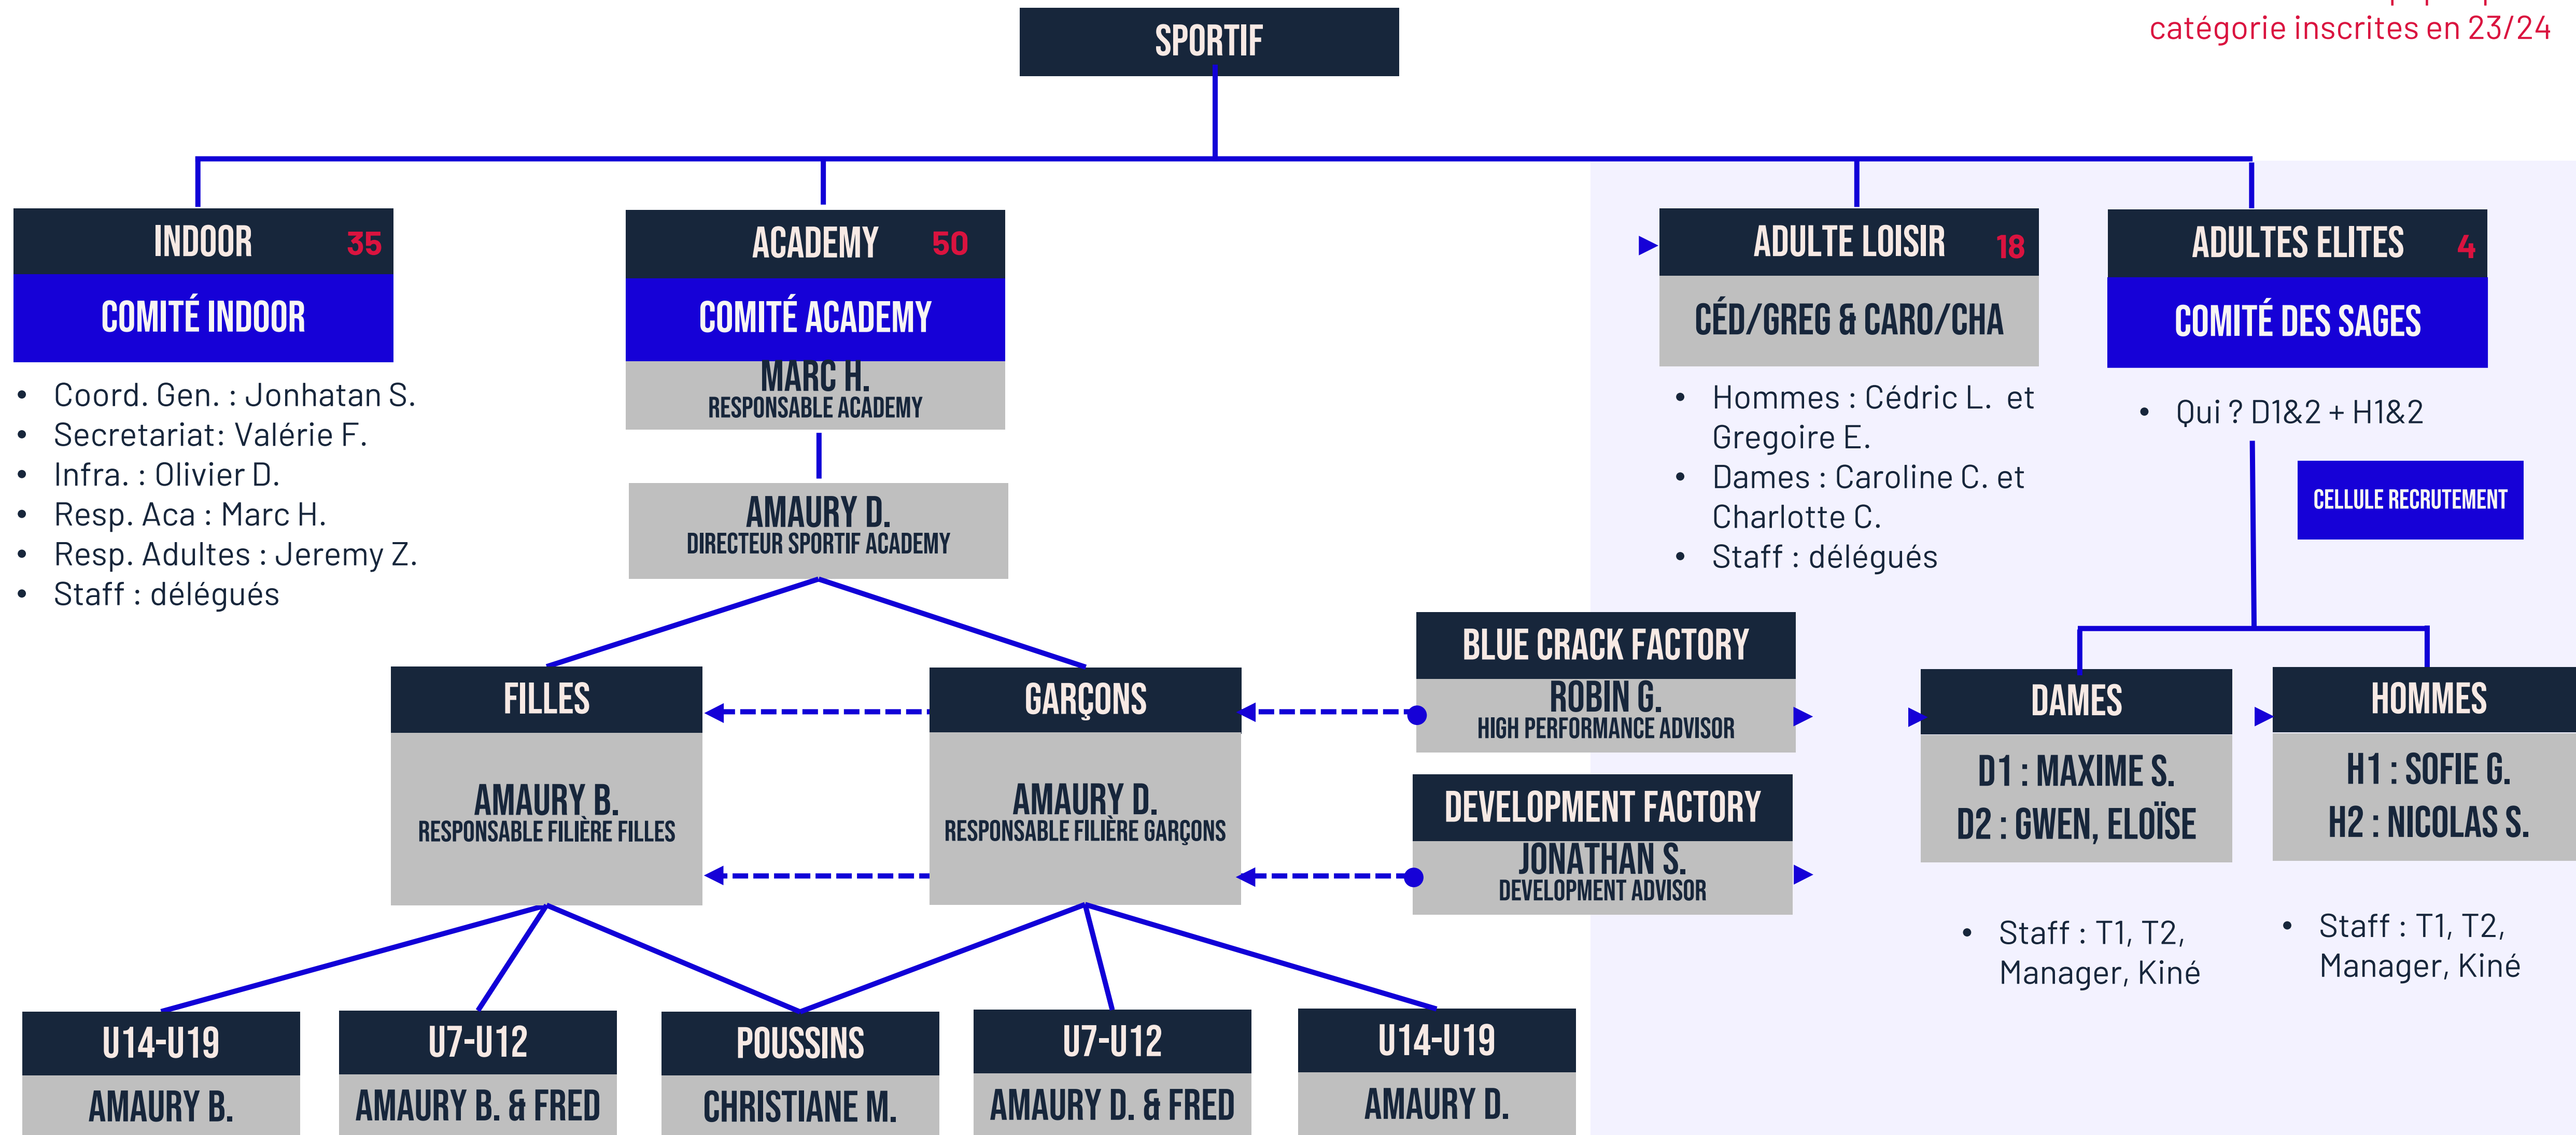 catégorie inscrites en 23/24
SPORTIF
INDOOR 35
COMITÉ INDOOR
• Coord. Gen. : Jonhatan S.
• Secretariat: Valérie F.
• Infra. : Olivier D.
• Resp. Aca : Marc H.
• Resp. Adultes : Jeremy Z.
• Staff : délégués
ACADEMY 50
COMITÉ ACADEMY
MARC H.
RESPONSABLE ACADEMY
AMAURY D.
DIRECTEUR SPORTIF ACADEMY
ADULTE LOISIR 18
CÉD/GREG & CARO/CHA
• Hommes : Cédric L. et
Gregoire E.
• Dames : Caroline C. et
Charlotte C.
• Staff : délégués
ADULTES ELITES 4
COMITÉ DES SAGES
• Qui ? D1&2 + H1&2
CELLULE RECRUTEMENT
FILLES
AMAURY B.
RESPONSABLE FILIÈRE FILLES
GARÇONS
AMAURY D.
RESPONSABLE FILIÈRE GARÇONS
BLUE CRACK FACTORY
ROBIN G.
HIGH PERFORMANCE ADVISOR
DEVELOPMENT FACTORY
JONATHAN S.
DEVELOPMENT ADVISOR
DAMES
D1 : MAXIME S.
D2 : GWEN, ELOÏSE
• Staff : T1, T2,
Manager, Kiné
HOMMES
H1 : SOFIE G.
H2 : NICOLAS S.
• Staff : T1, T2,
Manager, Kiné
U14-U19
AMAURY B.
U7-U12
AMAURY B. & FRED
POUSSINS
CHRISTIANE M.
U7-U12
AMAURY D. & FRED
U14-U19
AMAURY D.